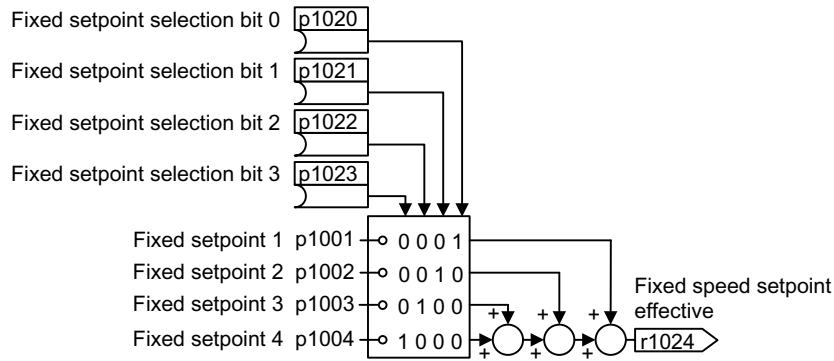 Fixed setpoint selection bit 0 p1020
Fixed setpoint selection bit 1 p1021
Fixed setpoint selection bit 2 p1022
Fixed setpoint selection bit 3 p1023
Fixed setpoint 1 p1001 0 0 0 1
Fixed setpoint 2 p1002 0 0 1 0
Fixed setpoint 3 p1003 0 1 0 0
Fixed setpoint 4 p1004 1 0 0 0
+ + +
+ + +
Fixed speed setpoint
effective
r1024